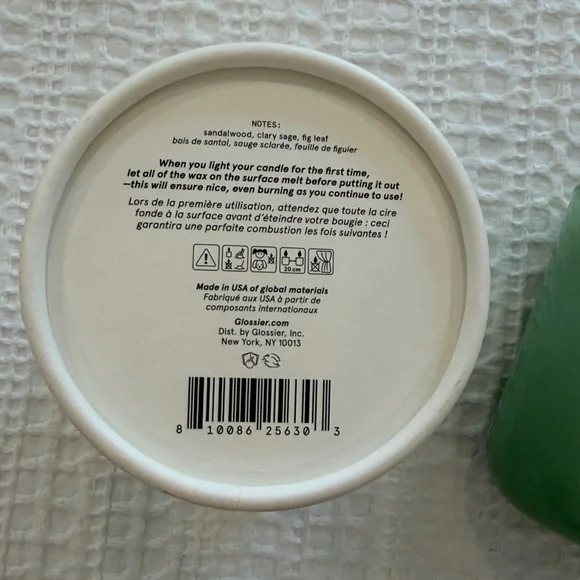 NOTES:
sandalwood, clary sage, fig leaf
bois de santal, sauge sclarée, feuille de figuier
When you light your candle for the first time,
let all of the wax on the surface melt before putting it out
—this will ensure nice, even burning as you continue to use!
Lors de la première utilisation, attendez que toute la cire
fonde à la surface avant d'éteindre votre bougie : ceci
garantira une parfaite combustion les fois suivantes !
20 cm
Made in USA of global materials
Fabriqué aux USA à partir de
composants internationaux
Glossier.com
Dist. by Glossier, Inc.
New York, NY 10013
8 10086 25630 3